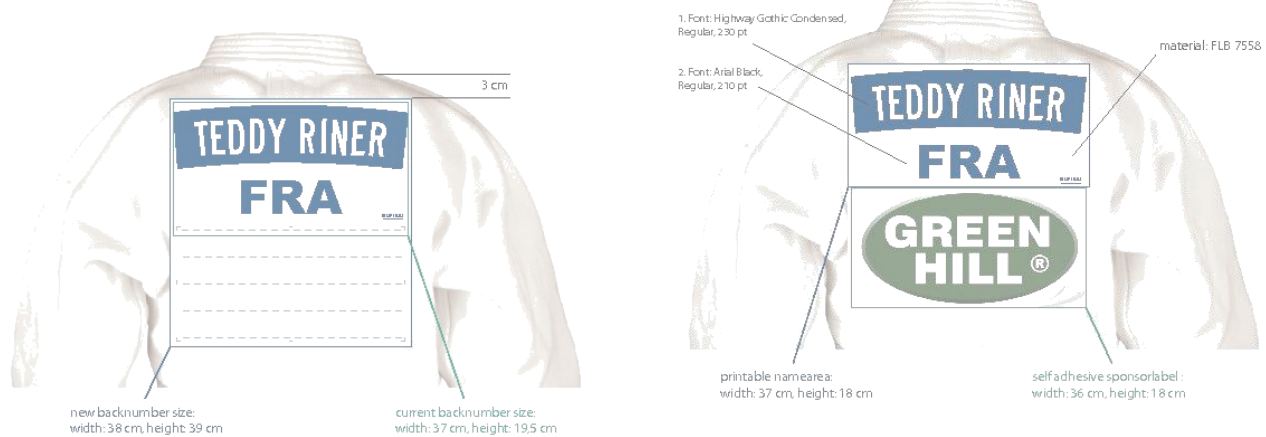 3 cm
TEDDY RINER
FRA
new backnumber size:
width: 38 cm, height: 39 cm
current backnumber size:
width: 37 cm, height: 19,5 cm
1. Font: Highway Gothic Condensed,
Regular, 230 pt
2. Font: Arial Black,
Regular, 210 pt
material: FLB 7558
TEDDY RINER
FRA
GREEN
HILL ®
printable namearea:
width: 37 cm, height: 18 cm
self adhesive sponsorlabel :
width: 36 cm, height: 18 cm